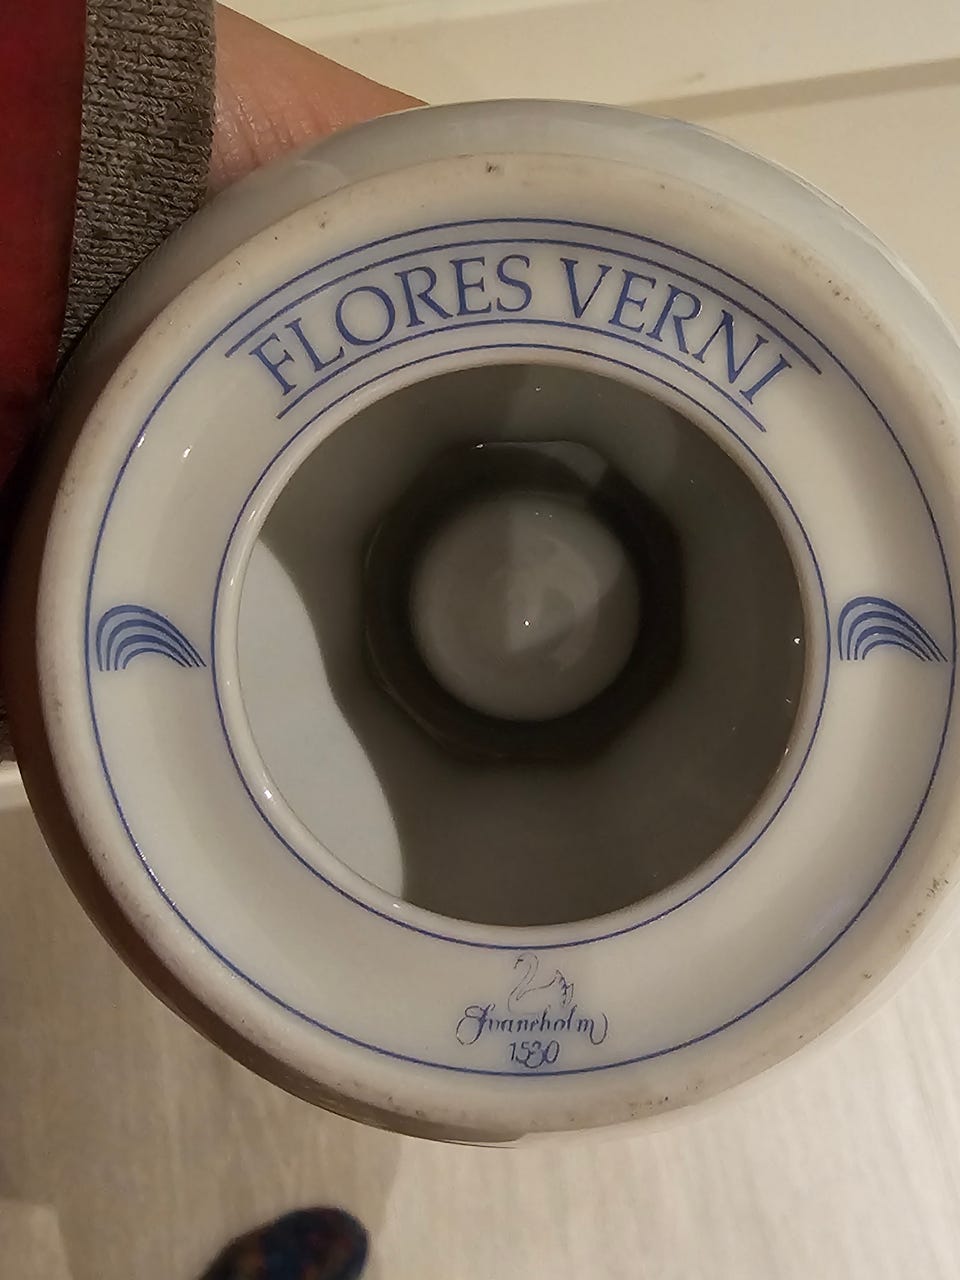 FLORES VERNI
Svaneholm
1530